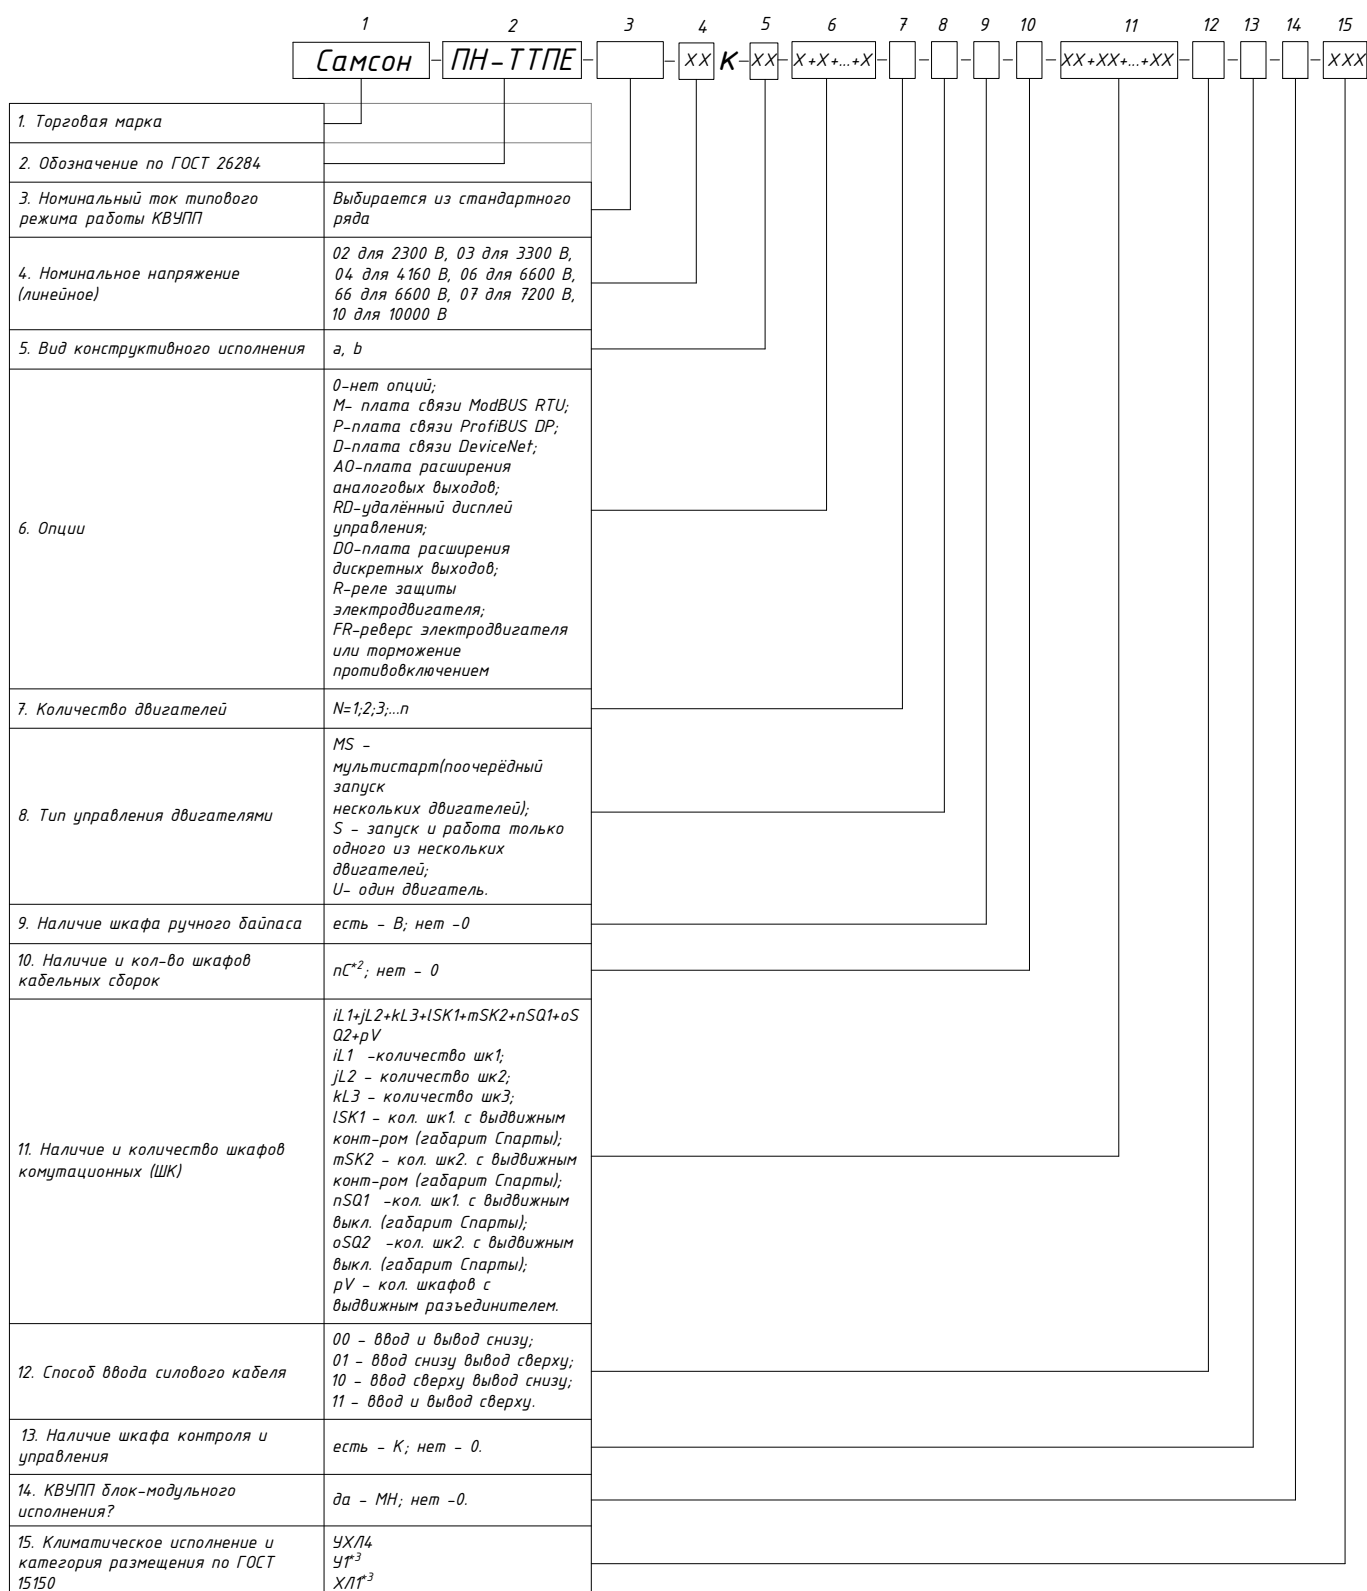 1 2 3 4 5 6 7 8 9 10 11 12 13 14 15
Самсон - ПН-ТТПЕ - - ХХ К - ХХ - Х+Х+...+Х - - - - - ХХ+ХХ+...+ХХ - - - - ХХХ
1. Торговая марка
2. Обозначение по ГОСТ 26284
3. Номинальный ток типового
режима работы КВУПП
Выбирается из стандартного
ряда
4. Номинальное напряжение
(линейное)
02 для 2300 В, 03 для 3300 В,
04 для 4160 В, 06 для 6600 В,
66 для 6600 В, 07 для 7200 В,
10 для 10000 В
5. Вид конструктивного исполнения
a, b
6. Опции
0-нет опций;
M- плата связи ModBUS RTU;
P-плата связи ProfiBUS DP;
D-плата связи DeviceNet;
AO-плата расширения
аналоговых выходов;
RD-удалённый дисплей
управления;
DO-плата расширения
дискретных выходов;
R-реле защиты
электродвигателя;
FR-реверс электродвигателя
или торможение
противовключением
7. Количество двигателей
N=1;2;3;...n
8. Тип управления двигателями
MS -
мультистарт(поочерёдный
запуск
нескольких двигателей);
S - запуск и работа только
одного из нескольких
двигателей;
U- один двигатель.
9. Наличие шкафа ручного байпаса
есть - В; нет -0
10. Наличие и кол-во шкафов
кабельных сборок
nC*2; нет - 0
11. Наличие и количество шкафов
комутационных (ШК)
iL1+jL2+kL3+lSK1+mSK2+nSQ1+oS
Q2+pV
iL1 -количество шк1;
jL2 - количество шк2;
kL3 - количество шк3;
lSK1 - кол. шк1. с выдвижным
конт-ром (габарит Спарты);
mSK2 - кол. шк2. с выдвижным
конт-ром (габарит Спарты);
nSQ1 -кол. шк1. с выдвижным
выкл. (габарит Спарты);
oSQ2 -кол. шк2. с выдвижным
выкл. (габарит Спарты);
pV - кол. шкафов с
выдвижным разъединителем.
12. Способ ввода силового кабеля
00 - ввод и вывод снизу;
01 - ввод снизу вывод сверху;
10 - ввод сверху вывод снизу;
11 - ввод и вывод сверху.
13. Наличие шкафа контроля и
управления
есть - К; нет - 0.
14. КВУПП блок-модульного
исполнения?
да - МН; нет -0.
15. Климатическое исполнение и
категория размещения по ГОСТ
15150
УХЛ4
У1*3
ХЛ1*3